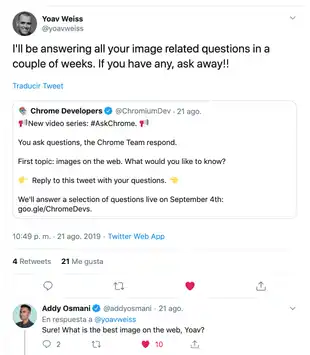 Yoav Weiss
@yoavweiss
I'll be answering all your image related questions in a
couple of weeks. If you have any, ask away!!
Traducir Tweet
Chrome Developers @ChromiumDev · 21 ago.
📢New video series: #AskChrome. 📢
You ask questions, the Chrome Team respond.
First topic: images on the web. What would you like to know?
👉 Reply to this tweet with your questions. 👈
We'll answer a selection of questions live on September 4th:
goo.gle/ChromeDevs.
10:49 p. m. · 21 ago. 2019 · Twitter Web App
4 Retweets 21 Me gusta
Addy Osmani @addyosmani · 21 ago.
En respuesta a @yoavweiss
Sure! What is the best image on the web, Yoav?
2 10